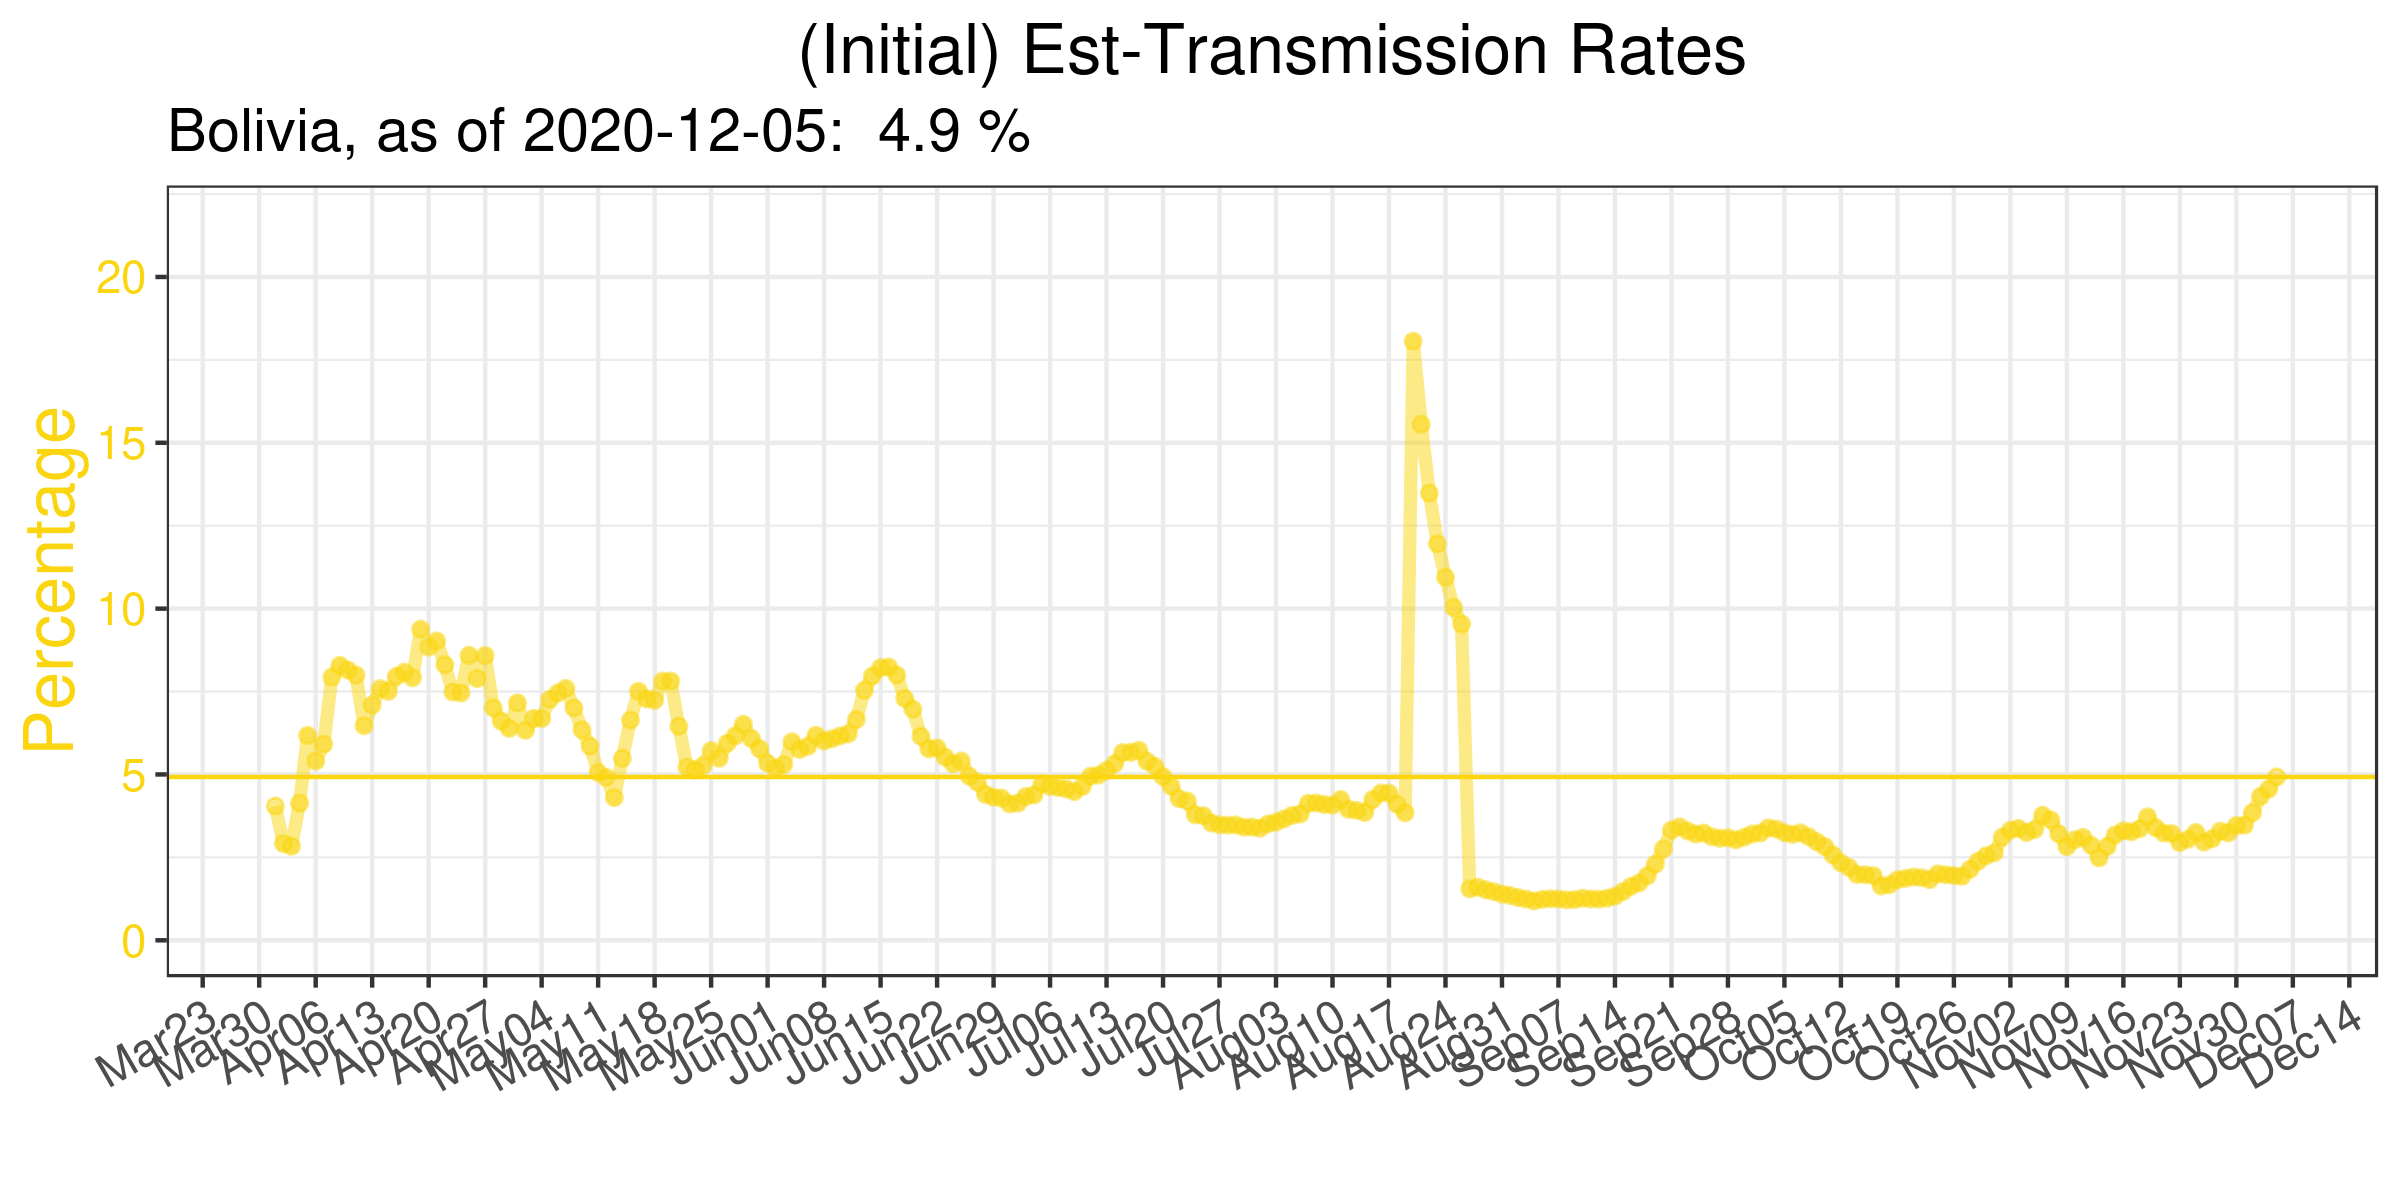 (Initial) Est-Transmission Rates
Bolivia, as of 2020-12-05:  4.9 %
Percentage
20
15
10
5
0
Mar23 Mar30 Apr06 Apr13 Apr20 Apr27 May04 May11 May18 May25 Jun01 Jun08 Jun15 Jun22 Jun29 Jul06 Jul13 Jul20 Jul27 Aug03 Aug10 Aug17 Aug24 Aug31 Sep07 Sep14 Sep21 Sep28 Oct05 Oct12 Oct19 Oct26 Nov02 Nov09 Nov16 Nov23 Nov30 Dec07 Dec14